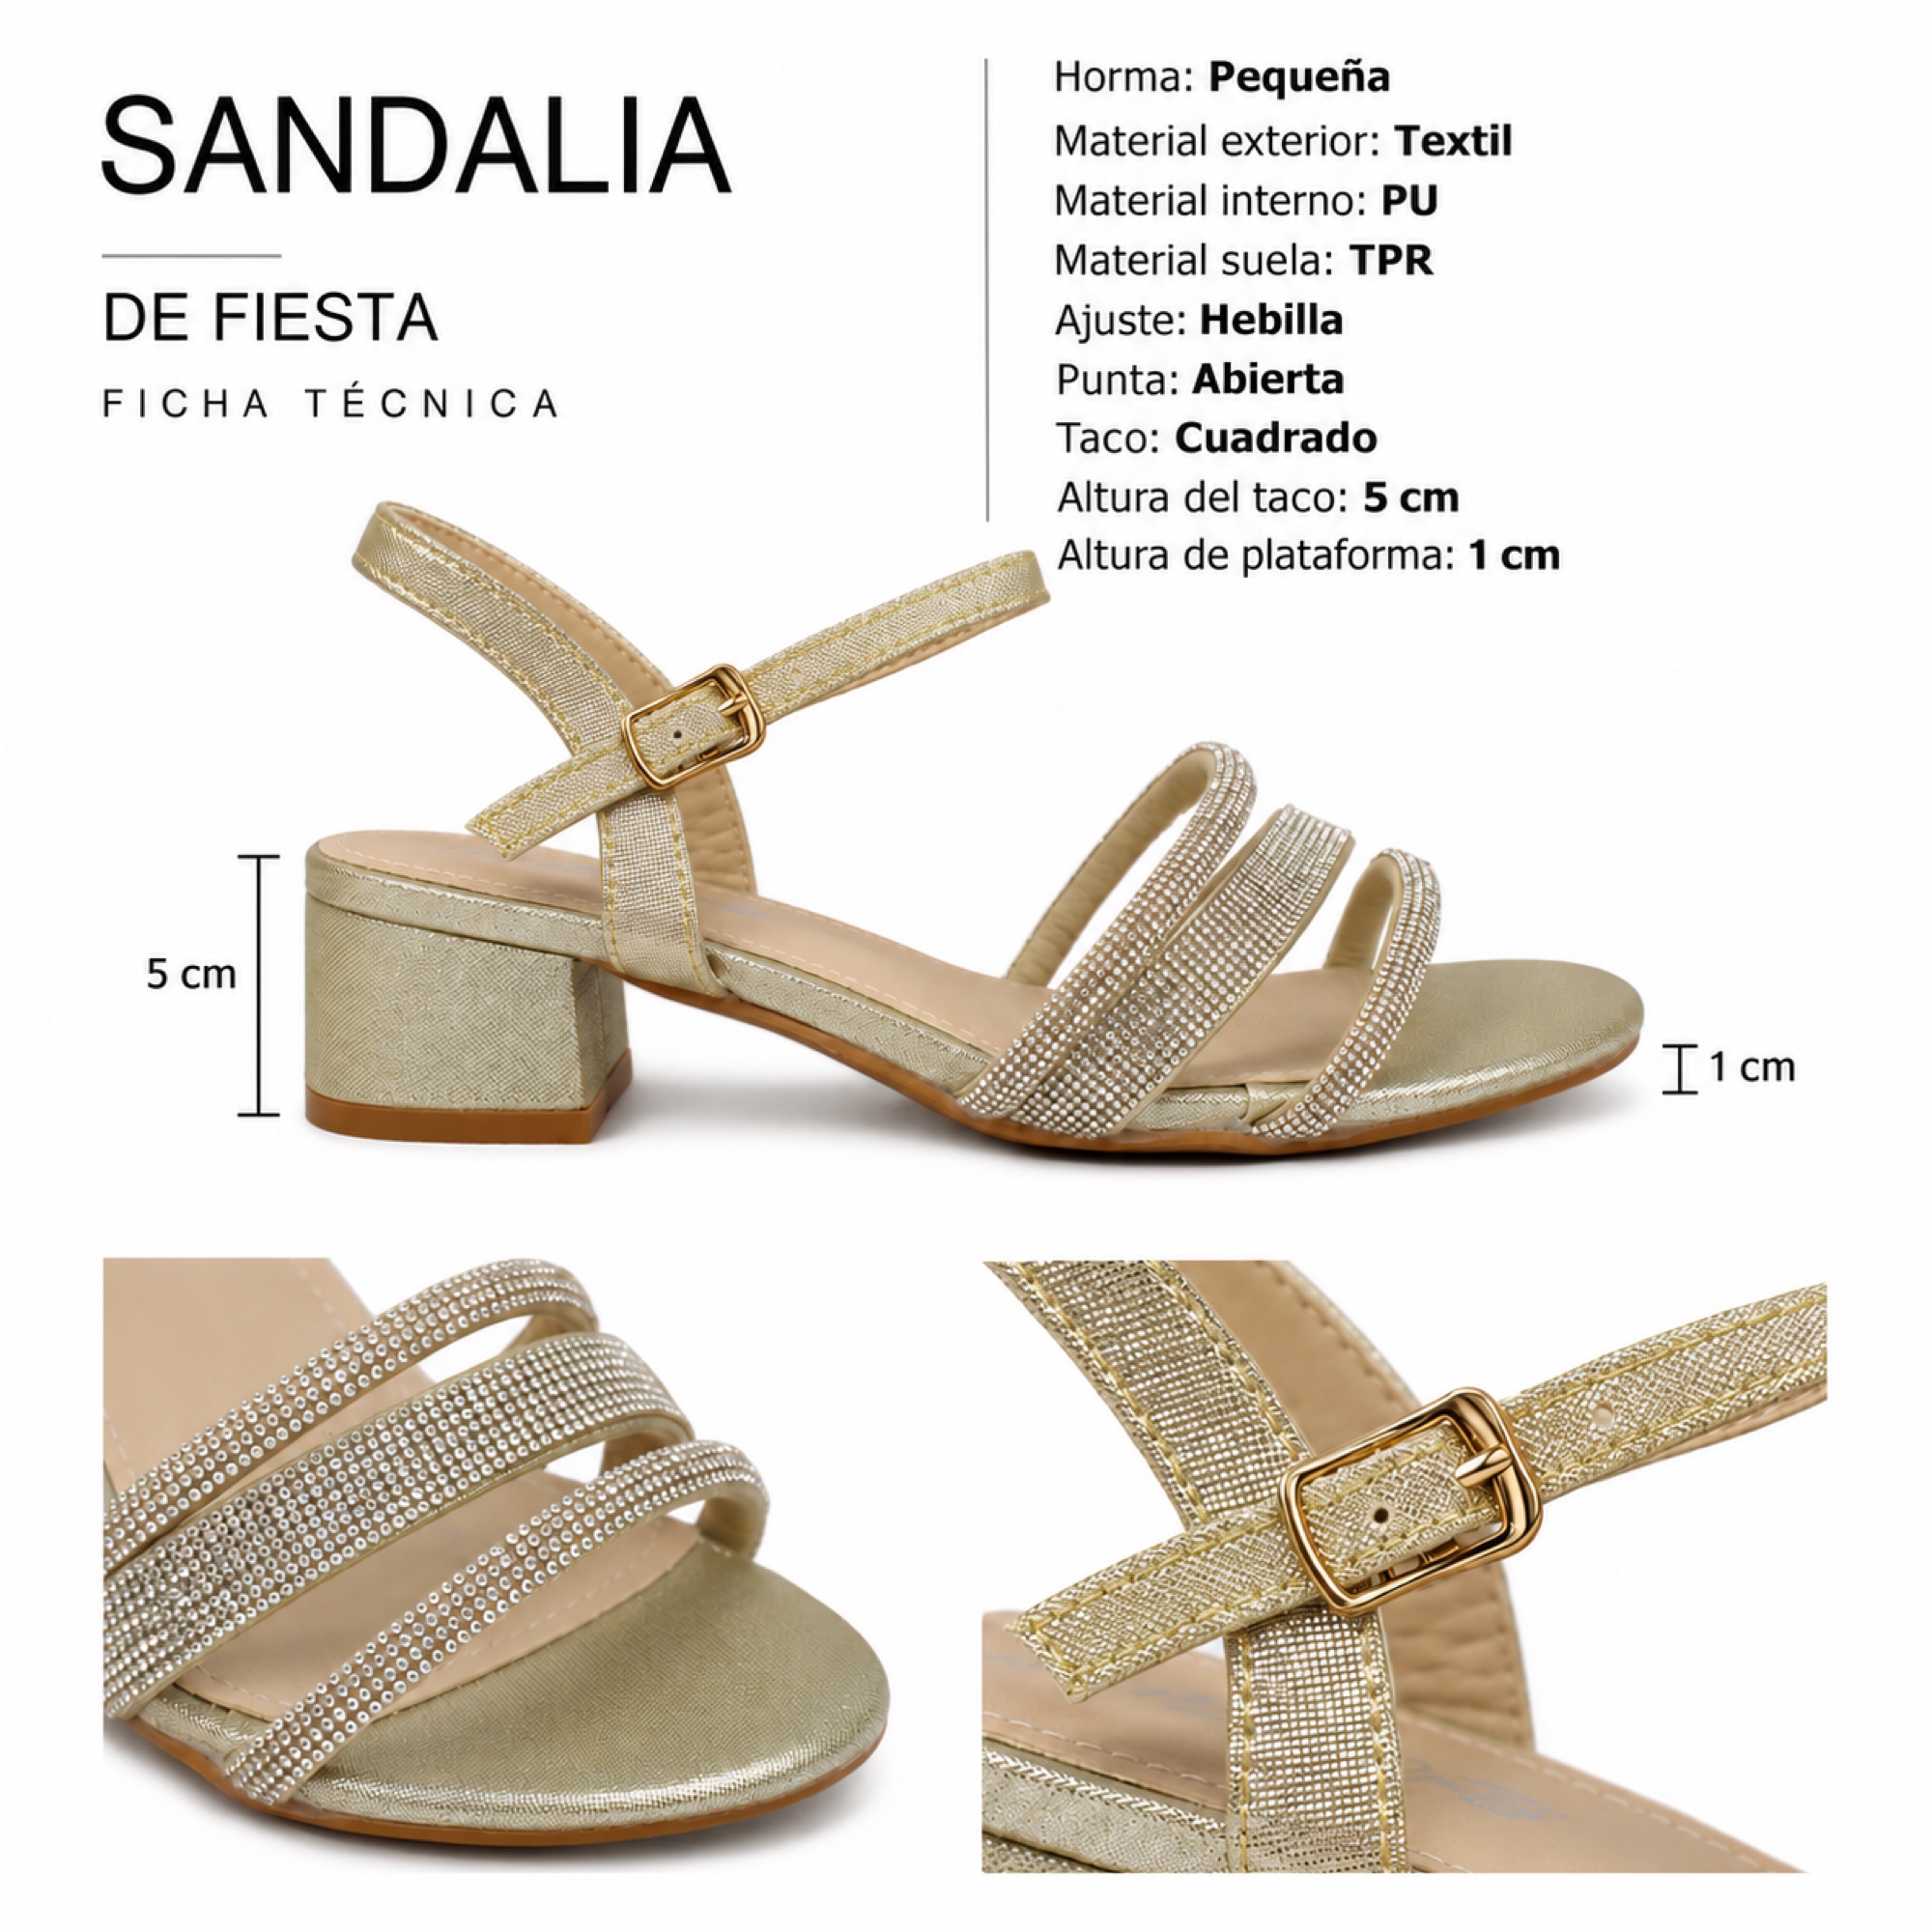 SANDALIA
DE FIESTA
FICHA TÉCNICA
Horma: Pequeña
Material exterior: Textil
Material interno: PU
Material suela: TPR
Ajuste: Hebilla
Punta: Abierta
Taco: Cuadrado
Altura del taco: 5 cm
Altura de plataforma: 1 cm
5 cm
1 cm